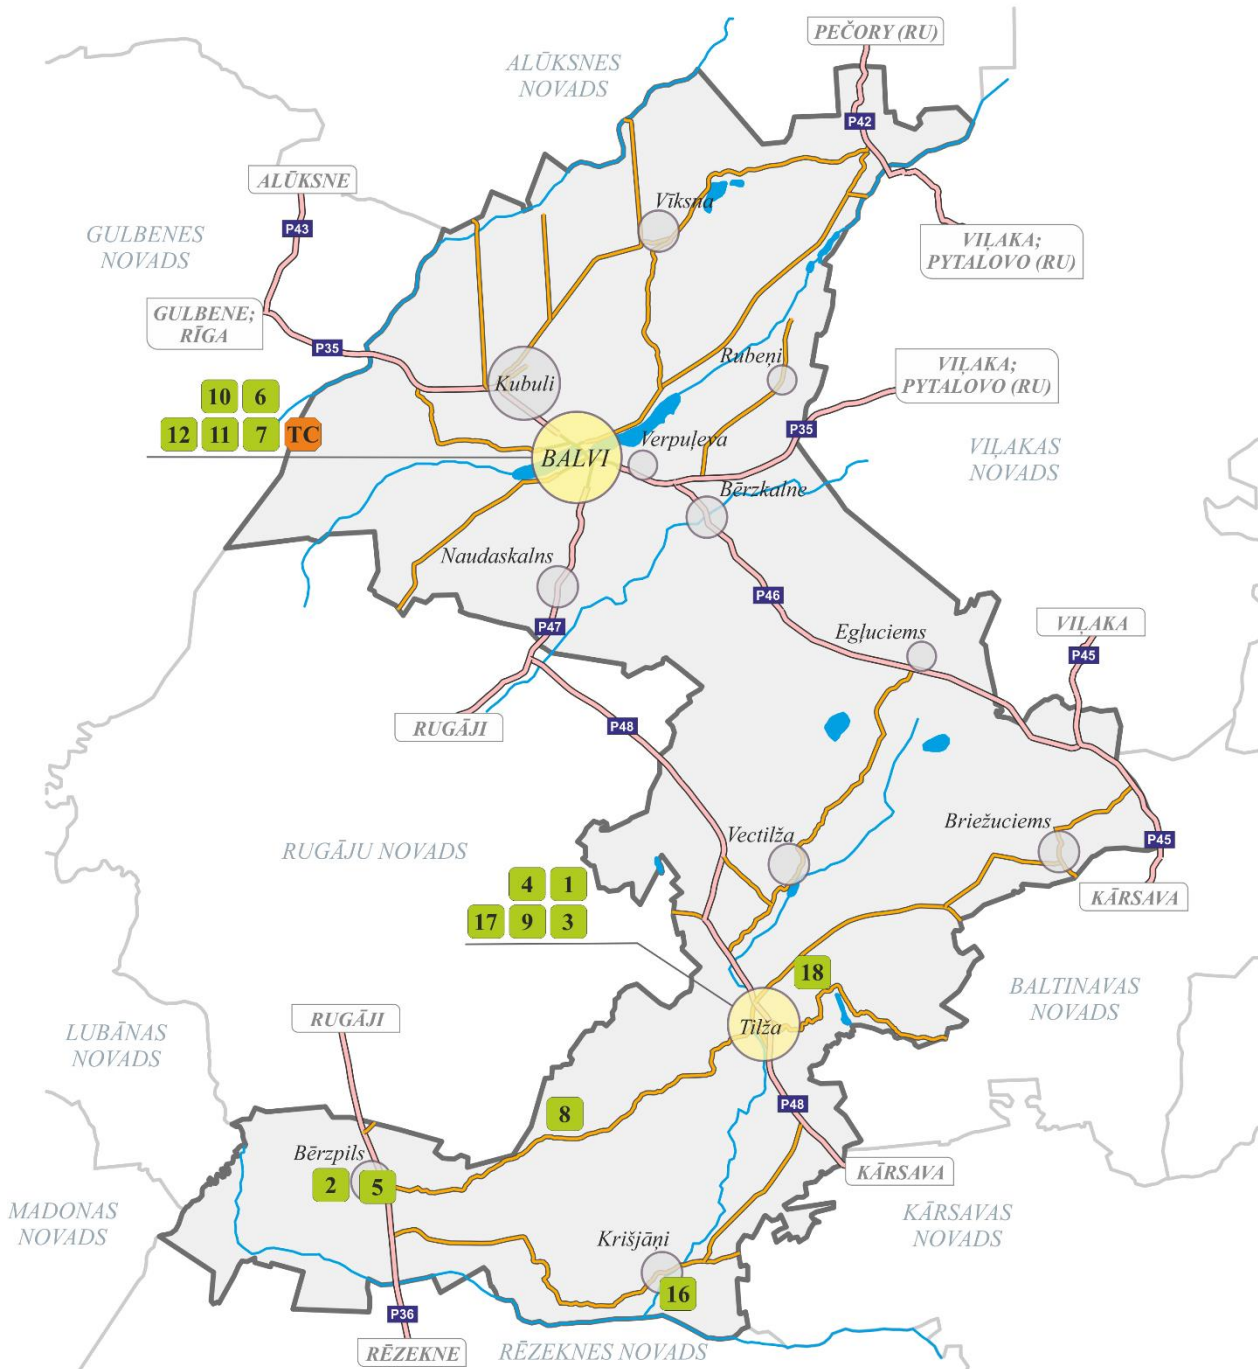 PEČORY (RU)
ALŪKSNES
NOVADS
P42
ALŪKSNE
P43
Vīksna
GULBENES
NOVADS
VIĻAKA;
PYTALOVO (RU)
GULBENE;
RĪGA
P35
Rubeņi
Kubuli
VIĻAKA;
PYTALOVO (RU)
10 6
12 11 7 TC
P35
Verpuļeva
BALVI
VIĻAKAS
NOVADS
Bērzkalne
Naudaskalns
P46
P47
Egļuciems
VIĻAKA
P45
RUGĀJI
P48
Vectilža
Briežuciems
P45
RUGĀJU NOVADS
4 1
17 9 3
KĀRSAVA
18
BALTINAVAS
NOVADS
RUGĀJI
Tilža
LUBĀNAS
NOVADS
P48
8
Bērzpils
2 5
KĀRSAVA
MADONAS
NOVADS
KĀRSAVAS
NOVADS
Krišjāņi
16
P36
RĒZEKNE
RĒZEKNES NOVADS